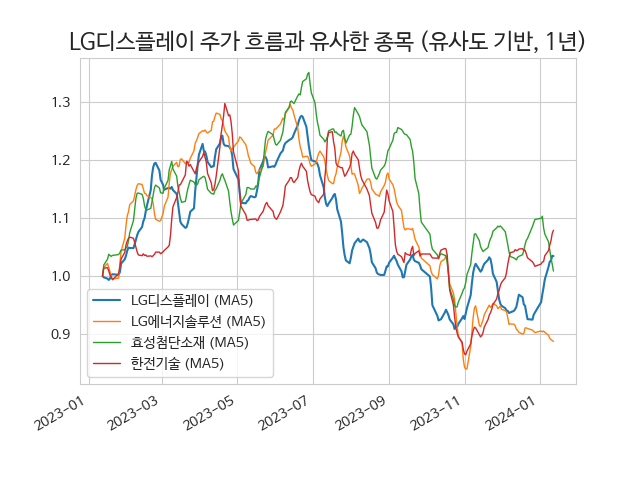 LG디스플레이 주가 흐름과 유사한 종목 (유사도 기반, 1년)
1.3
1.2
1.1
1.0
0.9
LG디스플레이 (MA5)
LG에너지솔루션 (MA5)
효성첨단소재 (MA5)
한전기술 (MA5)
2023-01
2023-03
2023-05
2023-07
2023-09
2023-11
2024-01